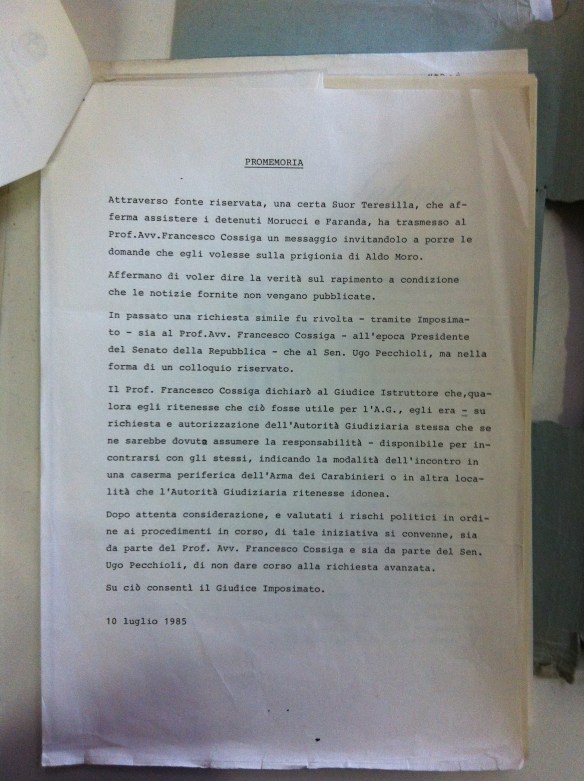 PROMEMORIA
Attraverso fonte riservata, una certa Suor Teresilla, che af-
ferma assistere i detenuti Morucci e Faranda, ha trasmesso al
Prof.Avv.Francesco Cossiga un messaggio invitandolo a porre le
domande che egli volesse sulla prigionia di Aldo Moro.
Affermano di voler dire la verità sul rapimento a condizione
che le notizie fornite non vengano pubblicate.
In passato una richiesta simile fu rivolta - tramite Imposima-
to - sia al Prof.Avv. Francesco Cossiga - all'epoca Presidente
del Senato della Repubblica - che al Sen. Ugo Pecchioli, ma nella
forma di un colloquio riservato.
Il Prof. Francesco Cossiga dichiarò al Giudice Istruttore che,qua-
lora egli ritenesse che ciò fosse utile per l'A.G., egli era - su
richiesta e autorizzazione dell'Autorità Giudiziaria stessa che se
ne sarebbe dovuta assumere la responsabilità - disponibile per in-
contrarsi con gli stessi, indicando la modalità dell'incontro in
una caserma periferica dell'Arma dei Carabinieri o in altra loca-
lità che l'Autorità Giudiziaria ritenesse idonea.
Dopo attenta considerazione, e valutati i rischi politici in ordi-
ne ai procedimenti in corso, di tale iniziativa si convenne, sia
da parte del Prof. Avv. Francesco Cossiga e sia da parte del Sen.
Ugo Pecchioli, di non dare corso alla richiesta avanzata.
Su ciò consentì il Giudice Imposimato.
10 luglio 1985